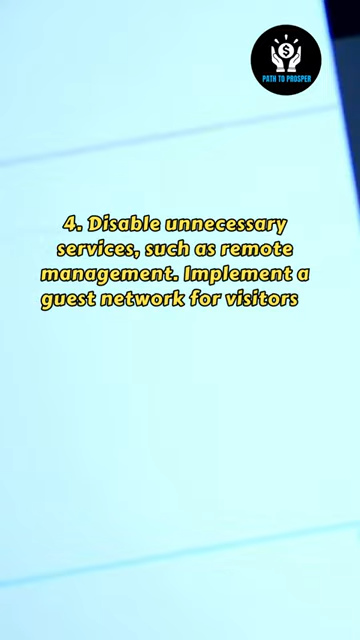 PATH TO PROSPER
4. Disable unnecessary
services, such as remote
management. Implement a
guest network for visitors